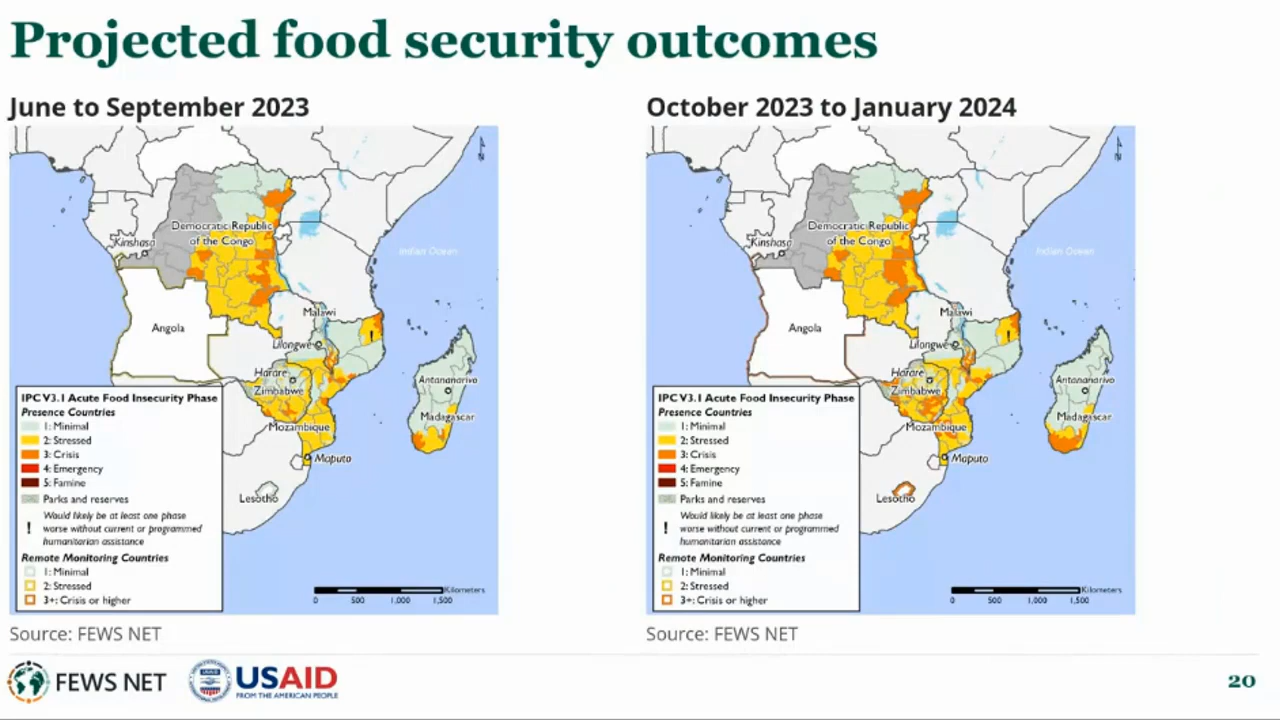 Projected food security outcomes
June to September 2023
N
Democratic Republic
of the Congo
Kinshasa
Indian Ocean
Malawi
Angola
Lilongwe
Harare
Zimbabwe
Antananarivo
Madagascar
Mozambique
Maputo
Lesotho
IPC V3.1 Acute Food Insecurity Phase
Presence Countries
1: Minimal
2: Stressed
3: Crisis
4: Emergency
5: Famine
Parks and reserves
! Would likely be at least one phase
worse without current or programmed
humanitarian assistance
Remote Monitoring Countries
1: Minimal
2: Stressed
3+: Crisis or higher
Kilometers
0 500 1,000 1,500
Source: FEWS NET
October 2023 to January 2024
N
Democratic Republic
of the Congo
Kinshasa
Indian Ocean
Malawi
Angola
Lilongwe
Harare
Zimbabwe
Antananarivo
Madagascar
Mozambique
Maputo
Lesotho
IPC V3.1 Acute Food Insecurity Phase
Presence Countries
1: Minimal
2: Stressed
3: Crisis
4: Emergency
5: Famine
Parks and reserves
! Would likely be at least one phase
worse without current or programmed
humanitarian assistance
Remote Monitoring Countries
1: Minimal
2: Stressed
3+: Crisis or higher
Kilometers
0 500 1,000 1,500
Source: FEWS NET
FEWS NET
USAID
FROM THE AMERICAN PEOPLE
20